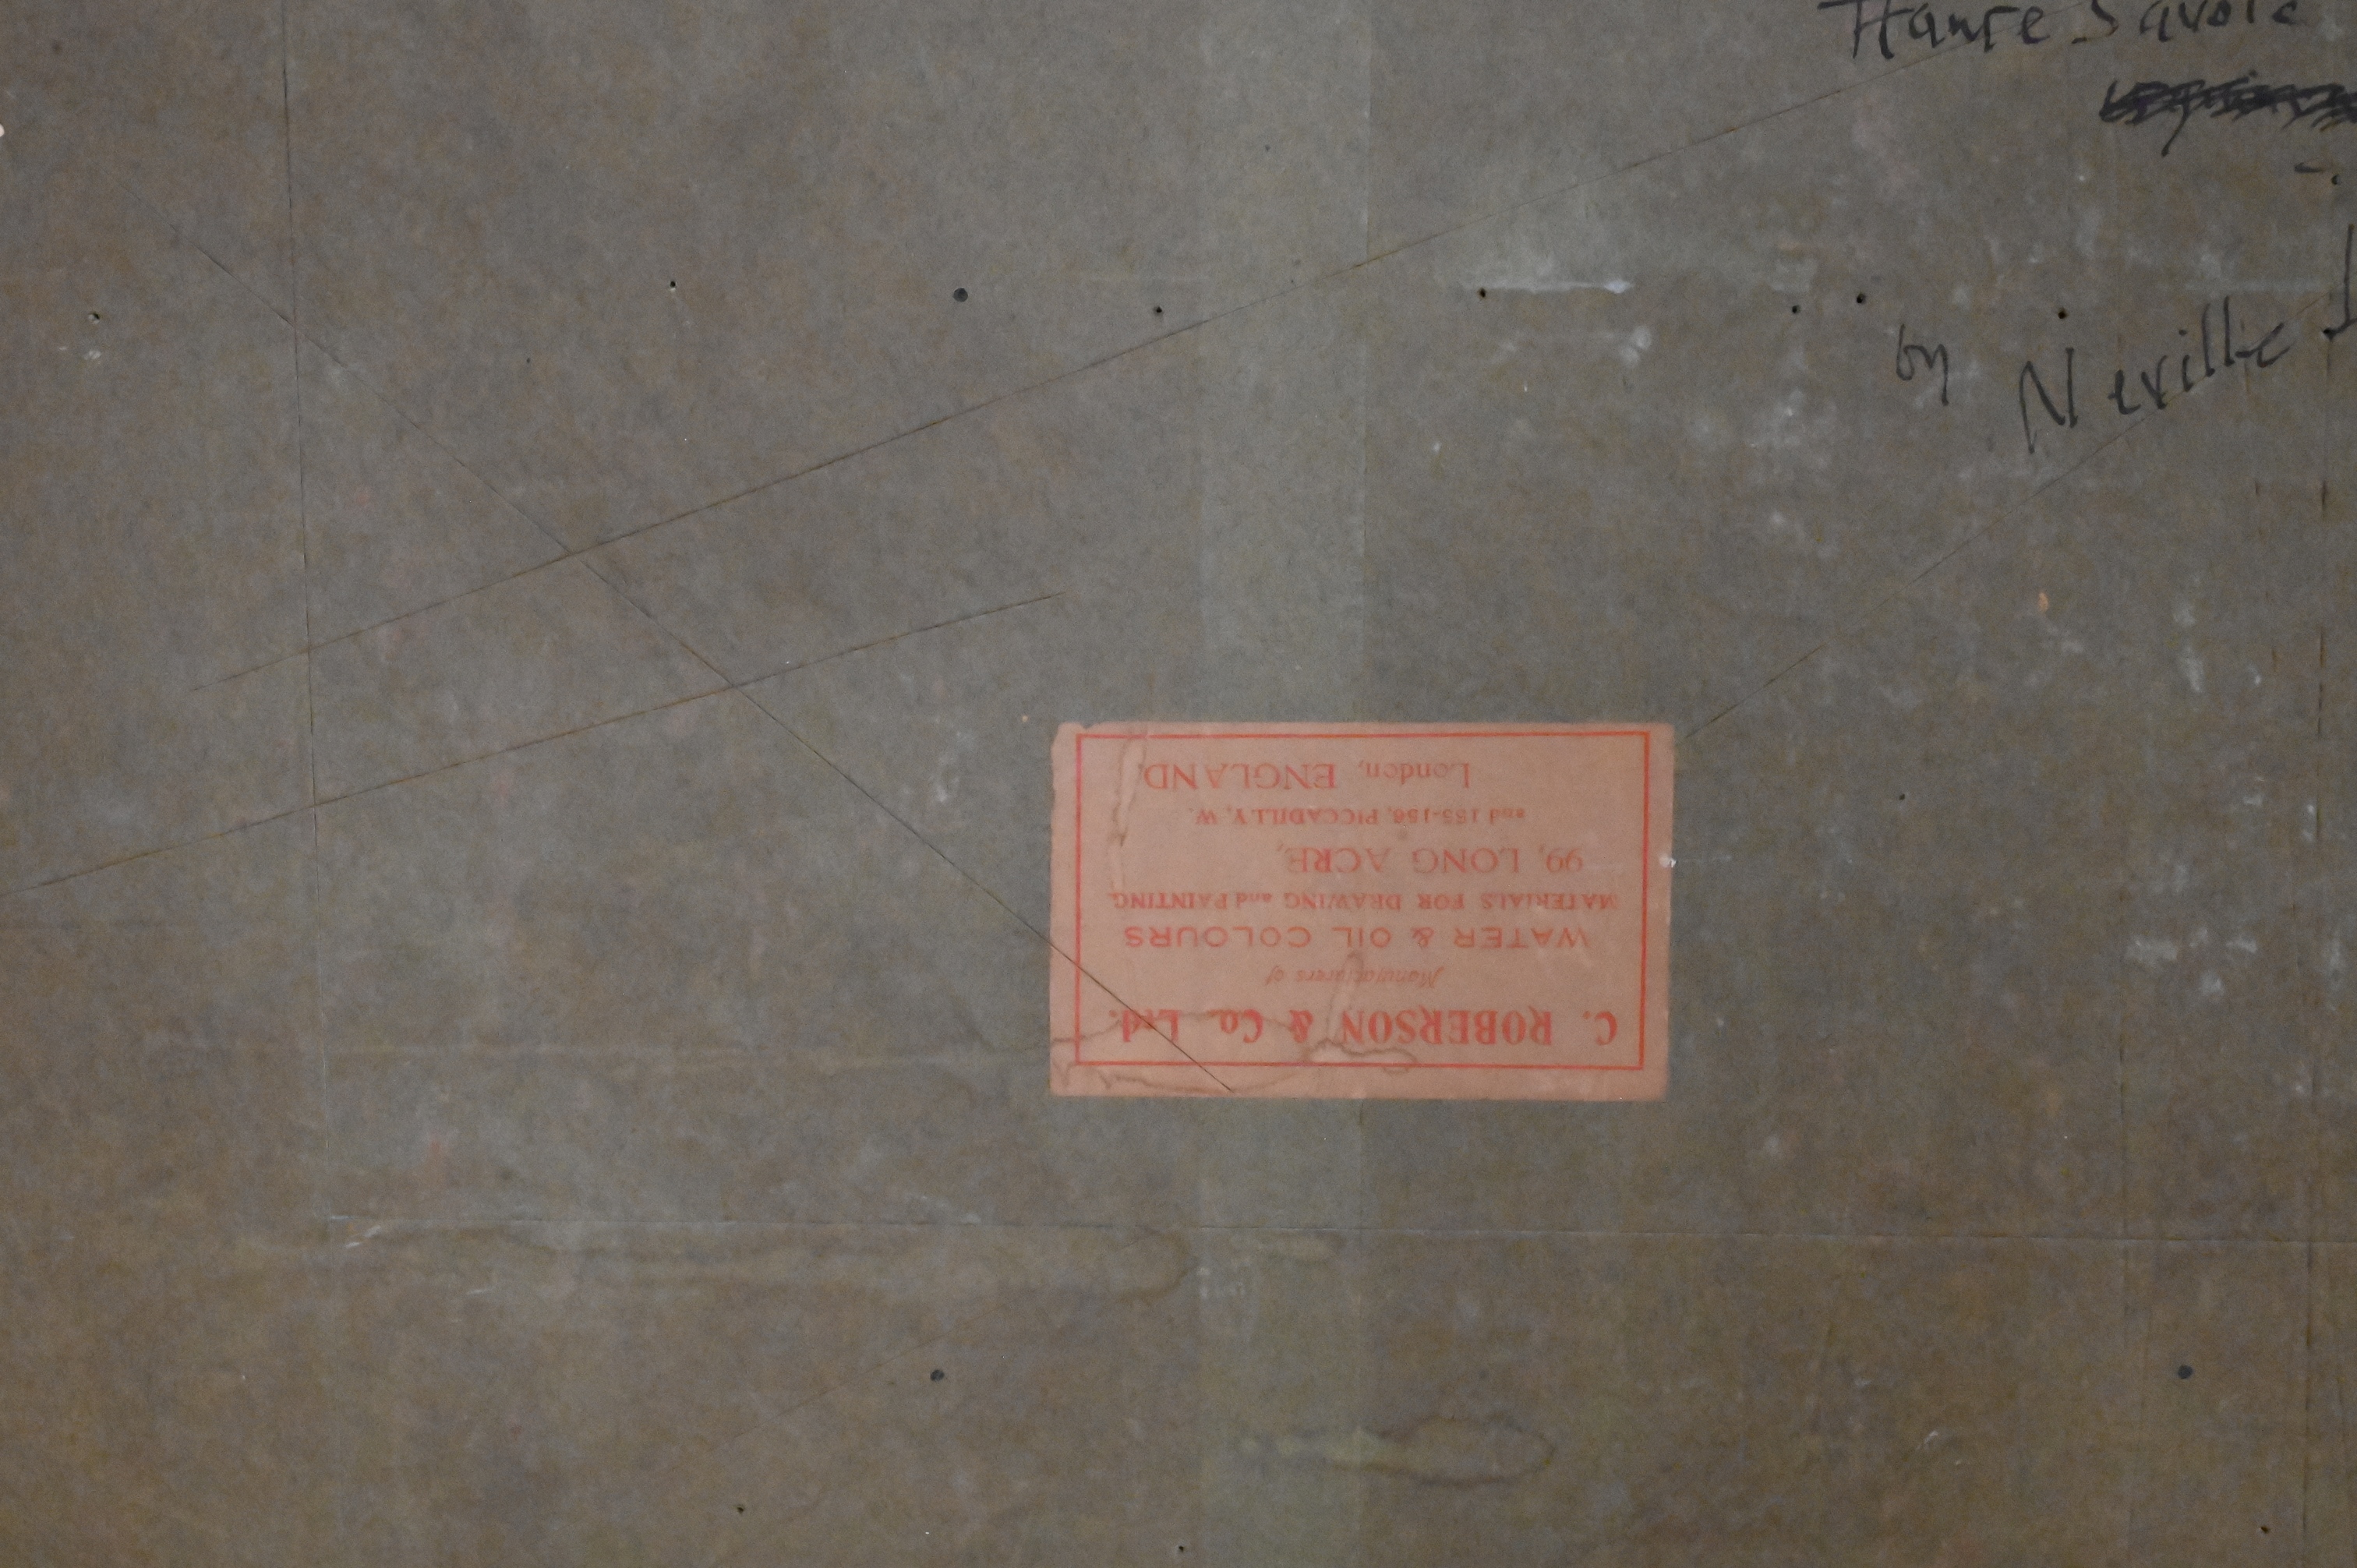 Haute Savoie
by Neville
C. ROBERSON & Co. Ltd.
Manufacturers of
WATER & OIL COLOURS
MATERIALS FOR DRAWING and PAINTING
99, LONG ACRE,
and 155-156, PICCADILLY, W.
London, ENGLAND